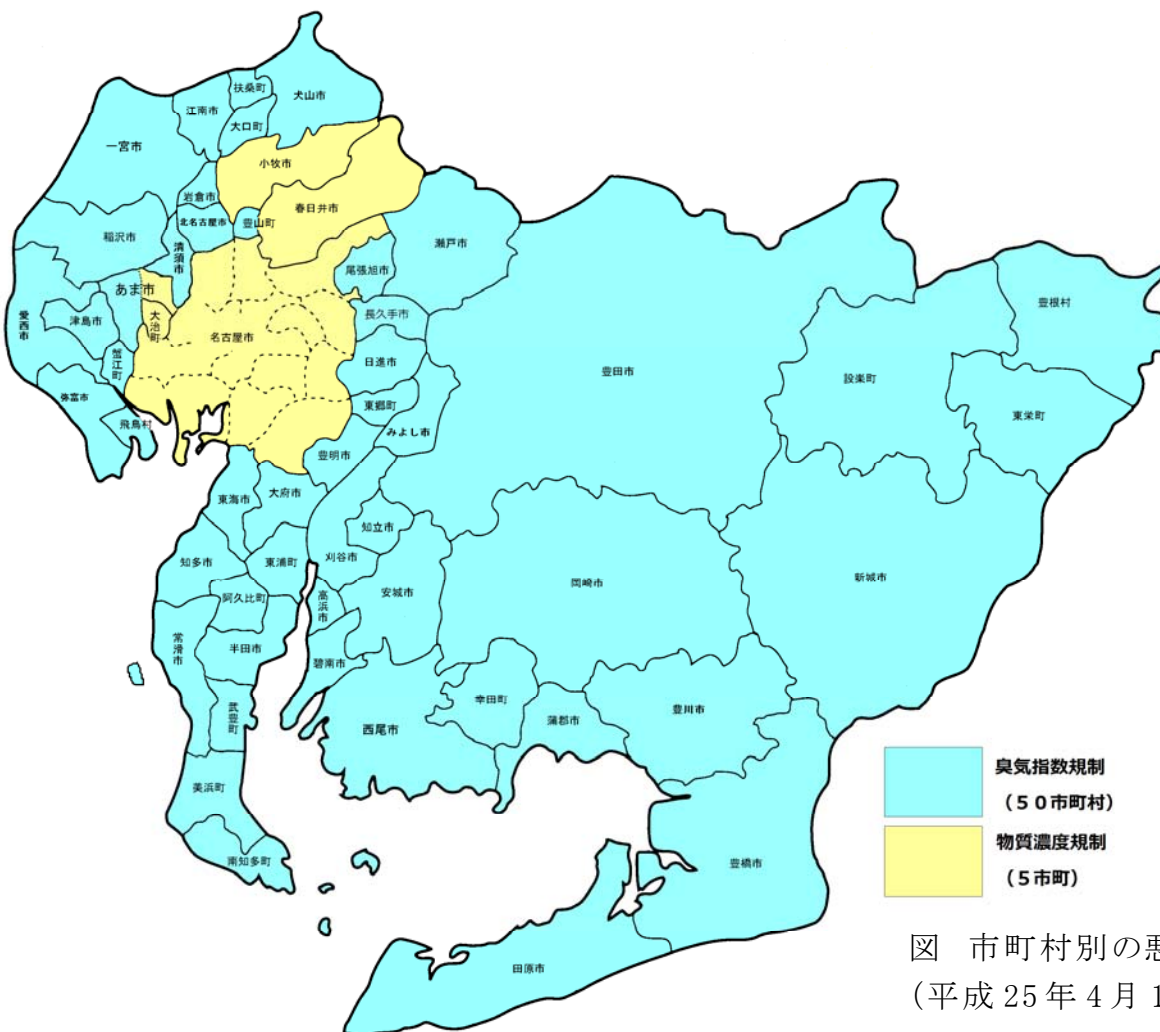 扶桑町
犬山市
江南市
大口町
一宮市
小牧市
岩倉市
春日井市
北名古屋市
豊山町
稲沢市
清須市
瀬戸市
尾張旭市
あま市
豊根村
愛西市
津島市
大治町
長久手市
名古屋市
蟹江町
日進市
豊田市
設楽町
弥富市
東郷町
東栄町
飛島村
みよし市
豊明市
東海市
大府市
知立市
知多市
東浦町
刈谷市
岡崎市
新城市
阿久比町
高浜市
安城市
常滑市
半田市
碧南市
幸田町
武豊町
西尾市
蒲郡市
豊川市
臭気指数規制
(50市町村)
美浜町
物質濃度規制
(5市町)
南知多町
豊橋市
図 市町村別の悪
田原市
(平成25年4月1